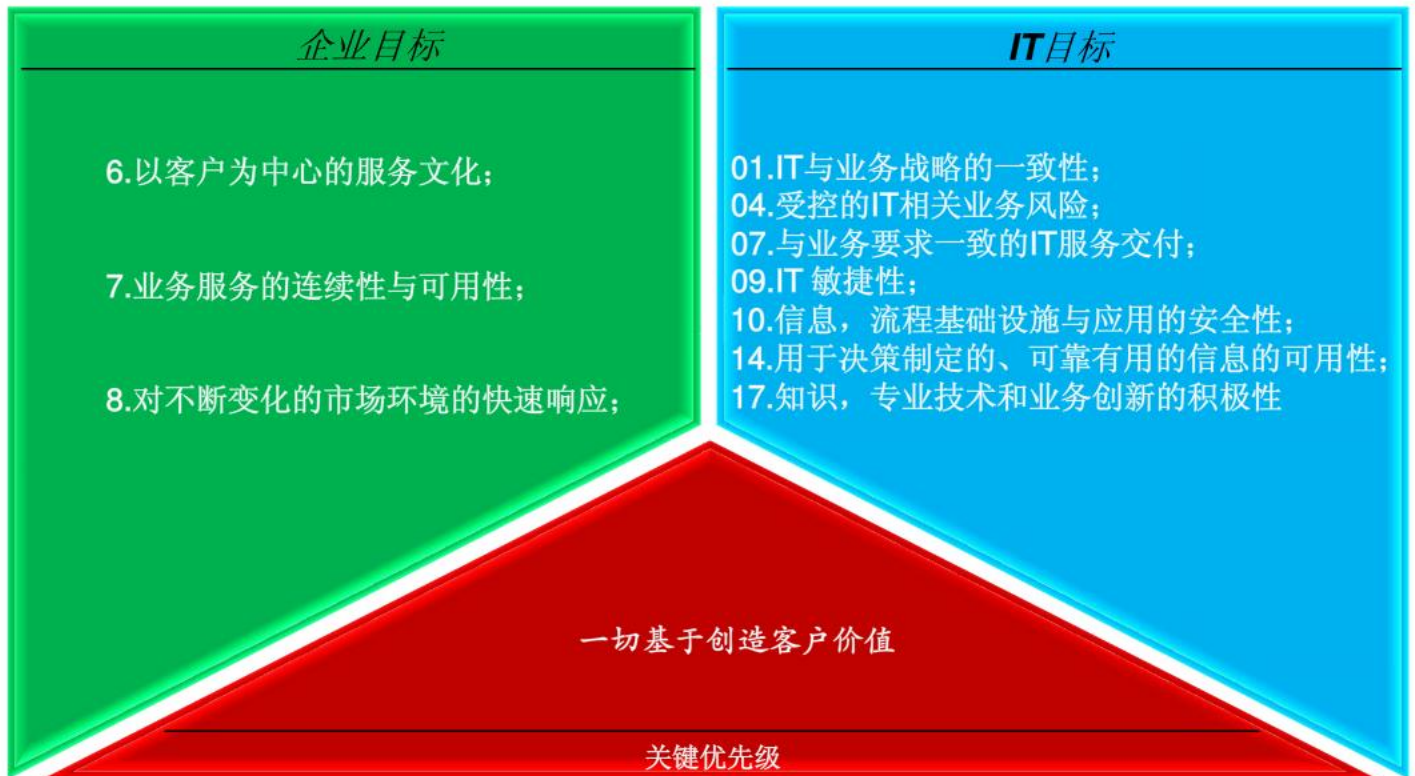 企业目标
6.以客户为中心的服务文化；
7.业务服务的连续性与可用性；
8.对不断变化的市场环境的快速响应；
IT目标
01.IT与业务战略的一致性；
04.受控的IT相关业务风险；
07.与业务要求一致的IT服务交付；
09.IT 敏捷性；
10.信息，流程基础设施与应用的安全性；
14.用于决策制定的、可靠有用的信息的可用性；
17.知识，专业技术和业务创新的积极性
一切基于创造客户价值
关键优先级